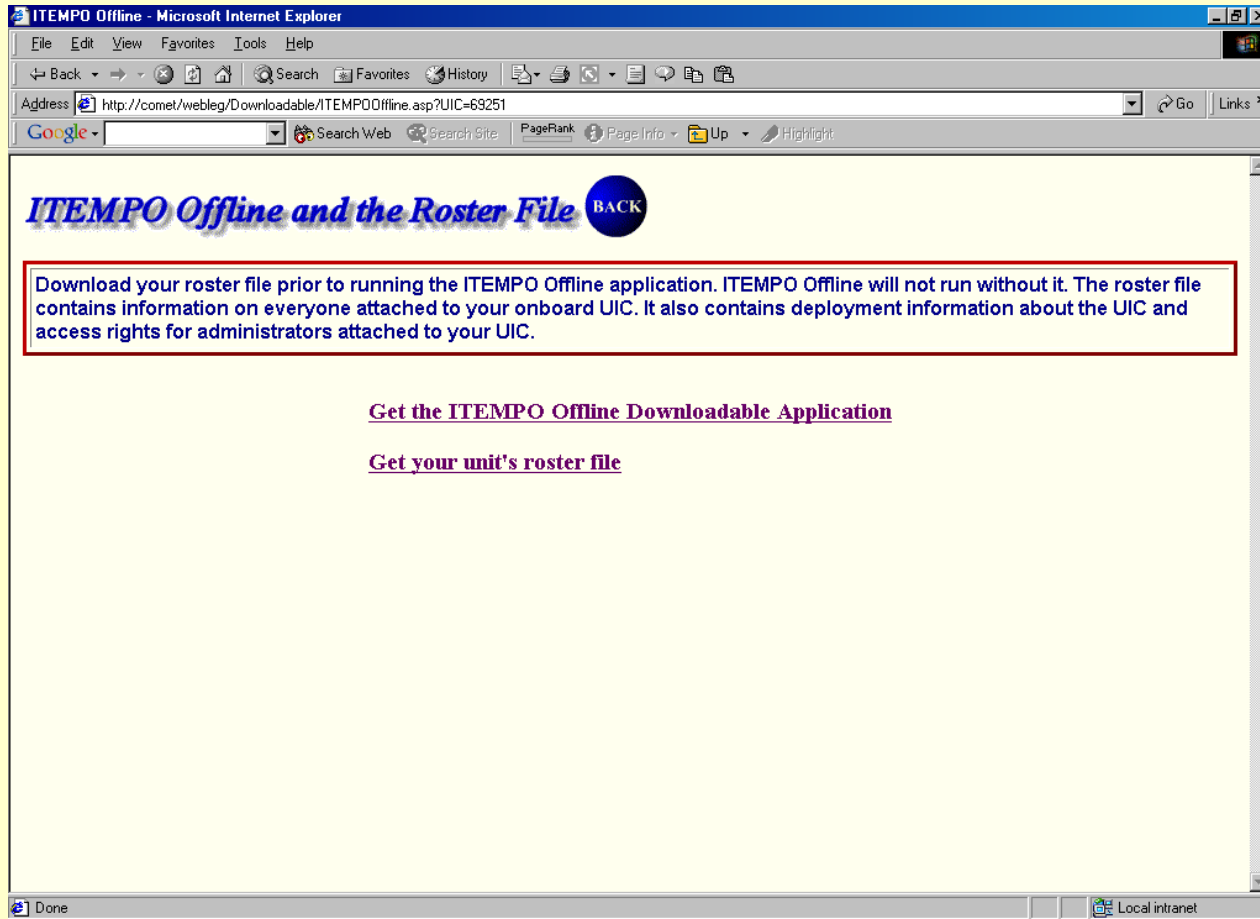 ITEMPO Offline - Microsoft Internet Explorer
File Edit View Favorites Tools Help
Back Search Favorites History
Address http://comet/webleg/Downloadable/ITEMPOOffline.asp?UIC=69251 Go Links
Google Search Web Search Site PageRank Page Info Up Highlight
ITEMPO Offline and the Roster File BACK
Download your roster file prior to running the ITEMPO Offline application. ITEMPO Offline will not run without it. The roster file
contains information on everyone attached to your onboard UIC. It also contains deployment information about the UIC and
access rights for administrators attached to your UIC.
Get the ITEMPO Offline Downloadable Application
Get your unit's roster file
Done Local intranet